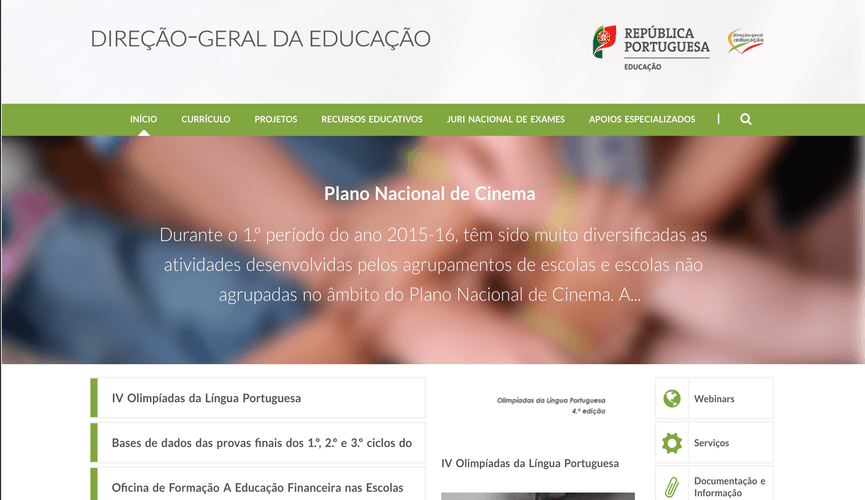 DIREÇÃO-GERAL DA EDUCAÇÃO
REPÚBLICA
PORTUGUESA
EDUCAÇÃO
direção-geral
educação
INÍCIO CURRÍCULO PROJETOS RECURSOS EDUCATIVOS JURI NACIONAL DE EXAMES APOIOS ESPECIALIZADOS
Plano Nacional de Cinema
Durante o 1.º período do ano 2015-16, têm sido muito diversificadas as
atividades desenvolvidas pelos agrupamentos de escolas e escolas não
agrupadas no âmbito do Plano Nacional de Cinema. A...
IV Olimpíadas da Língua Portuguesa
Bases de dados das provas finais dos 1.º, 2.º e 3.º ciclos do
Oficina de Formação A Educação Financeira nas Escolas
Olimpíadas da Língua Portuguesa
4.ª edição
IV Olimpíadas da Língua Portuguesa
Webinars
Serviços
Documentação e
Informação